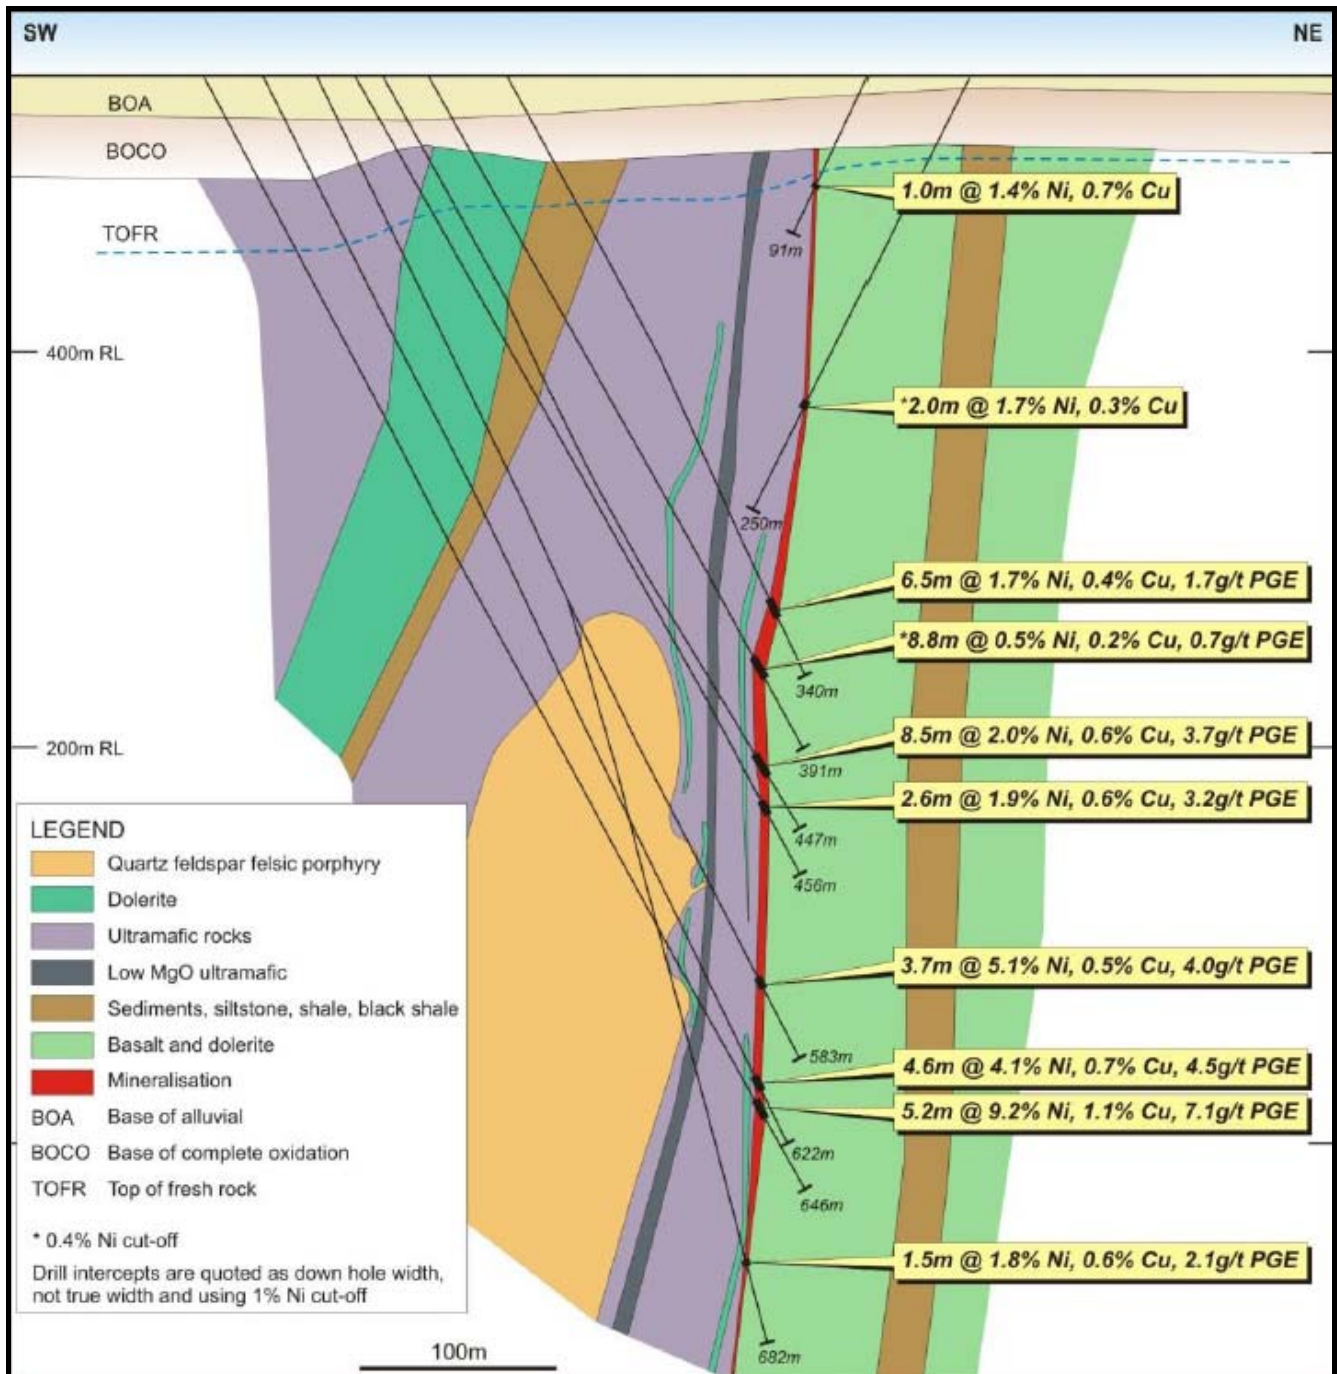 SW
NE
BOA
BOCO
TOFR
1.0m @ 1.4% Ni, 0.7% Cu
91m
400m RL
*2.0m @ 1.7% Ni, 0.3% Cu
250m
6.5m @ 1.7% Ni, 0.4% Cu, 1.7g/t PGE
*8.8m @ 0.5% Ni, 0.2% Cu, 0.7g/t PGE
340m
200m RL
8.5m @ 2.0% Ni, 0.6% Cu, 3.7g/t PGE
391m
2.6m @ 1.9% Ni, 0.6% Cu, 3.2g/t PGE
447m
456m
3.7m @ 5.1% Ni, 0.5% Cu, 4.0g/t PGE
583m
4.6m @ 4.1% Ni, 0.7% Cu, 4.5g/t PGE
5.2m @ 9.2% Ni, 1.1% Cu, 7.1g/t PGE
622m
646m
1.5m @ 1.8% Ni, 0.6% Cu, 2.1g/t PGE
682m
LEGEND
Quartz feldspar felsic porphyry
Dolerite
Ultramafic rocks
Low MgO ultramafic
Sediments, siltstone, shale, black shale
Basalt and dolerite
Mineralisation
BOA Base of alluvial
BOCO Base of complete oxidation
TOFR Top of fresh rock
* 0.4% Ni cut-off
Drill intercepts are quoted as down hole width,
not true width and using 1% Ni cut-off
100m